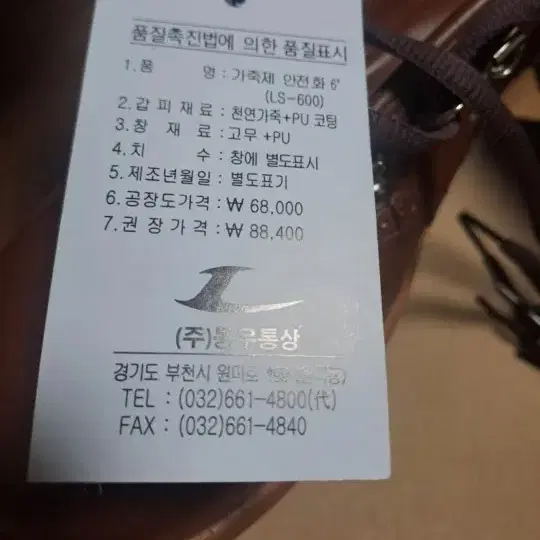 품질촉진법에 의한 품질표시
1. 품 명 : 가죽제 안전화 6"
(LS-600)
2. 갑 피 재 료 : 천연가죽+PU 코팅
3. 창 재 료 : 고무 +PU
4. 치 수 : 창에 별도표시
5. 제조년월일 : 별도표기
6. 공장도가격 : ₩ 68,000
7. 권 장 가 격 : ₩ 88,400
(주)동우통상
경기도 부천시 원미로
TEL : (032)661-4800(代)
FAX : (032)661-4840